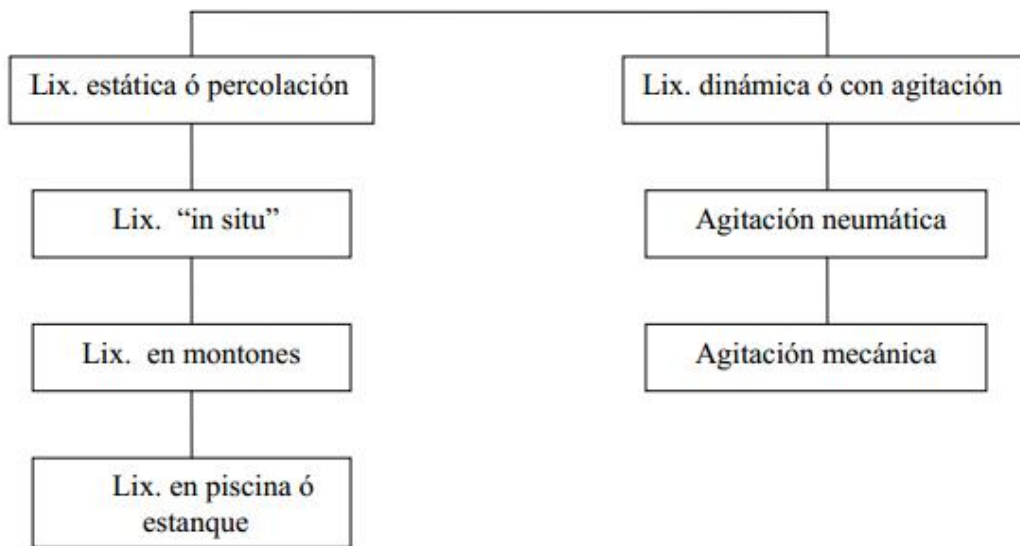 Lix. estática ó percolación
Lix. dinámica ó con agitación
Lix. “in situ”
Agitación neumática
Lix. en montones
Agitación mecánica
Lix. en piscina ó
estanque